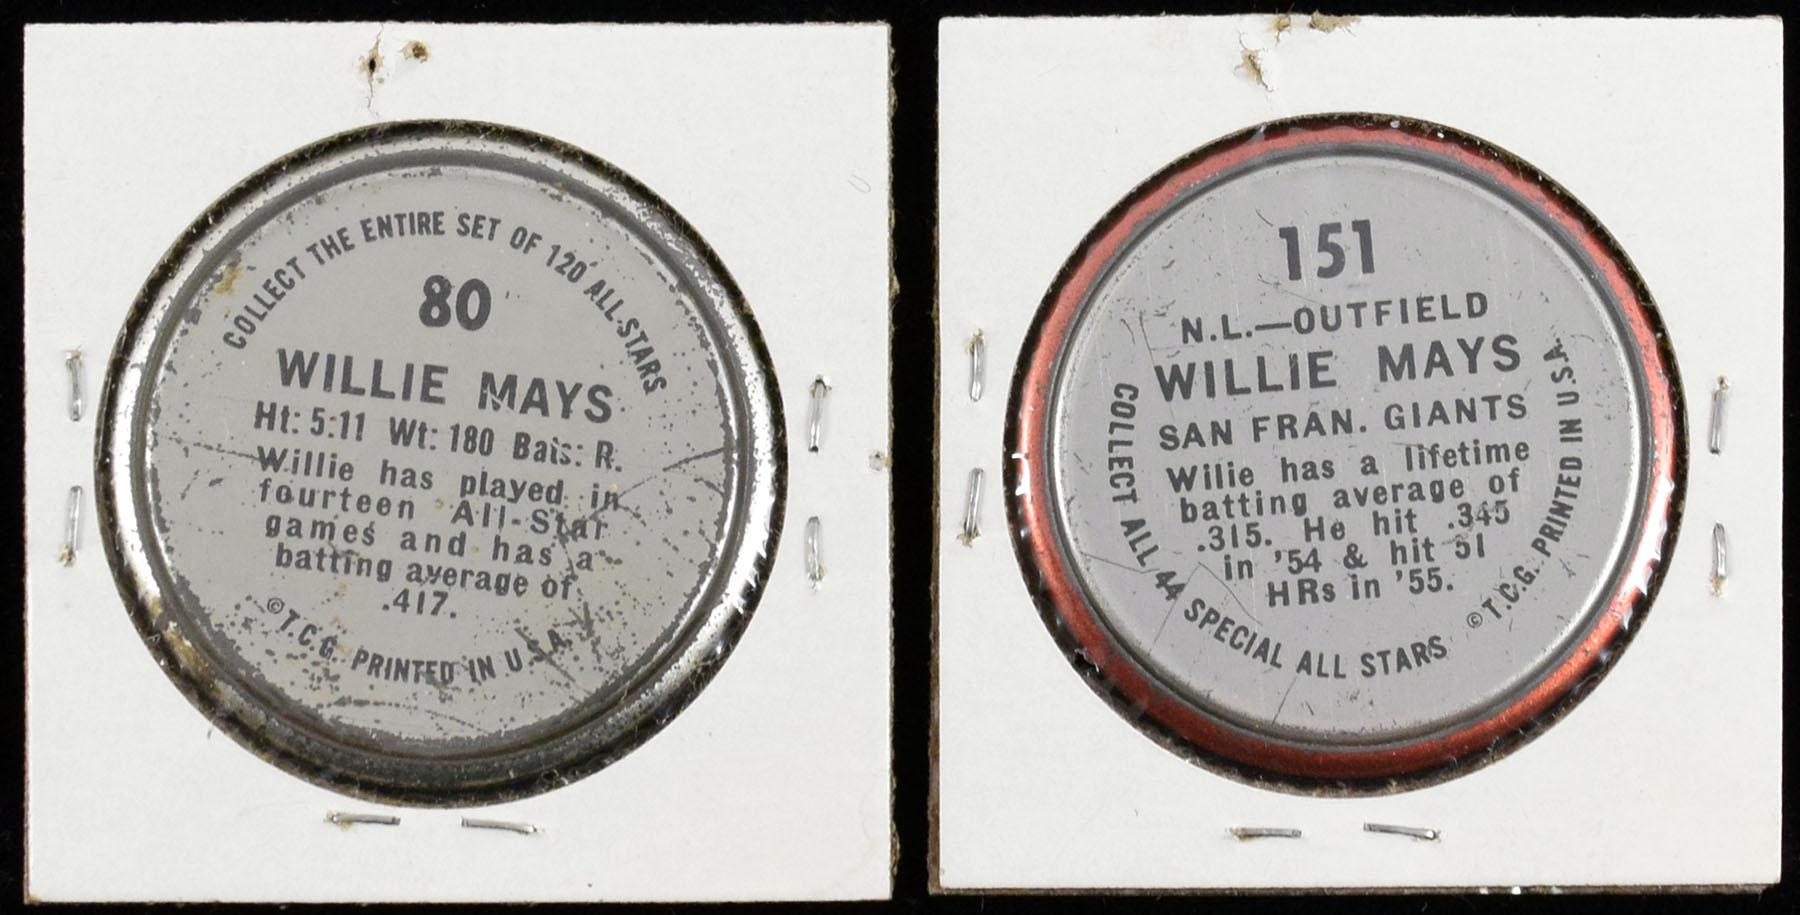 COLLECT THE ENTIRE SET OF 120 ALL-STARS
80
WILLIE MAYS
Ht: 5:11 Wt: 180 Bats: R.
Willie has played in
fourteen All-Star
games and has a
batting average of
.417.
©T.C.G. PRINTED IN U.S.A.
151
N.L.—OUTFIELD
WILLIE MAYS
SAN FRAN. GIANTS
Willie has a lifetime
batting average of
.315. He hit .345
in '54 & hit 51
HRs in '55.
COLLECT ALL 44 SPECIAL ALL STARS
©T.C.G. PRINTED IN U.S.A.